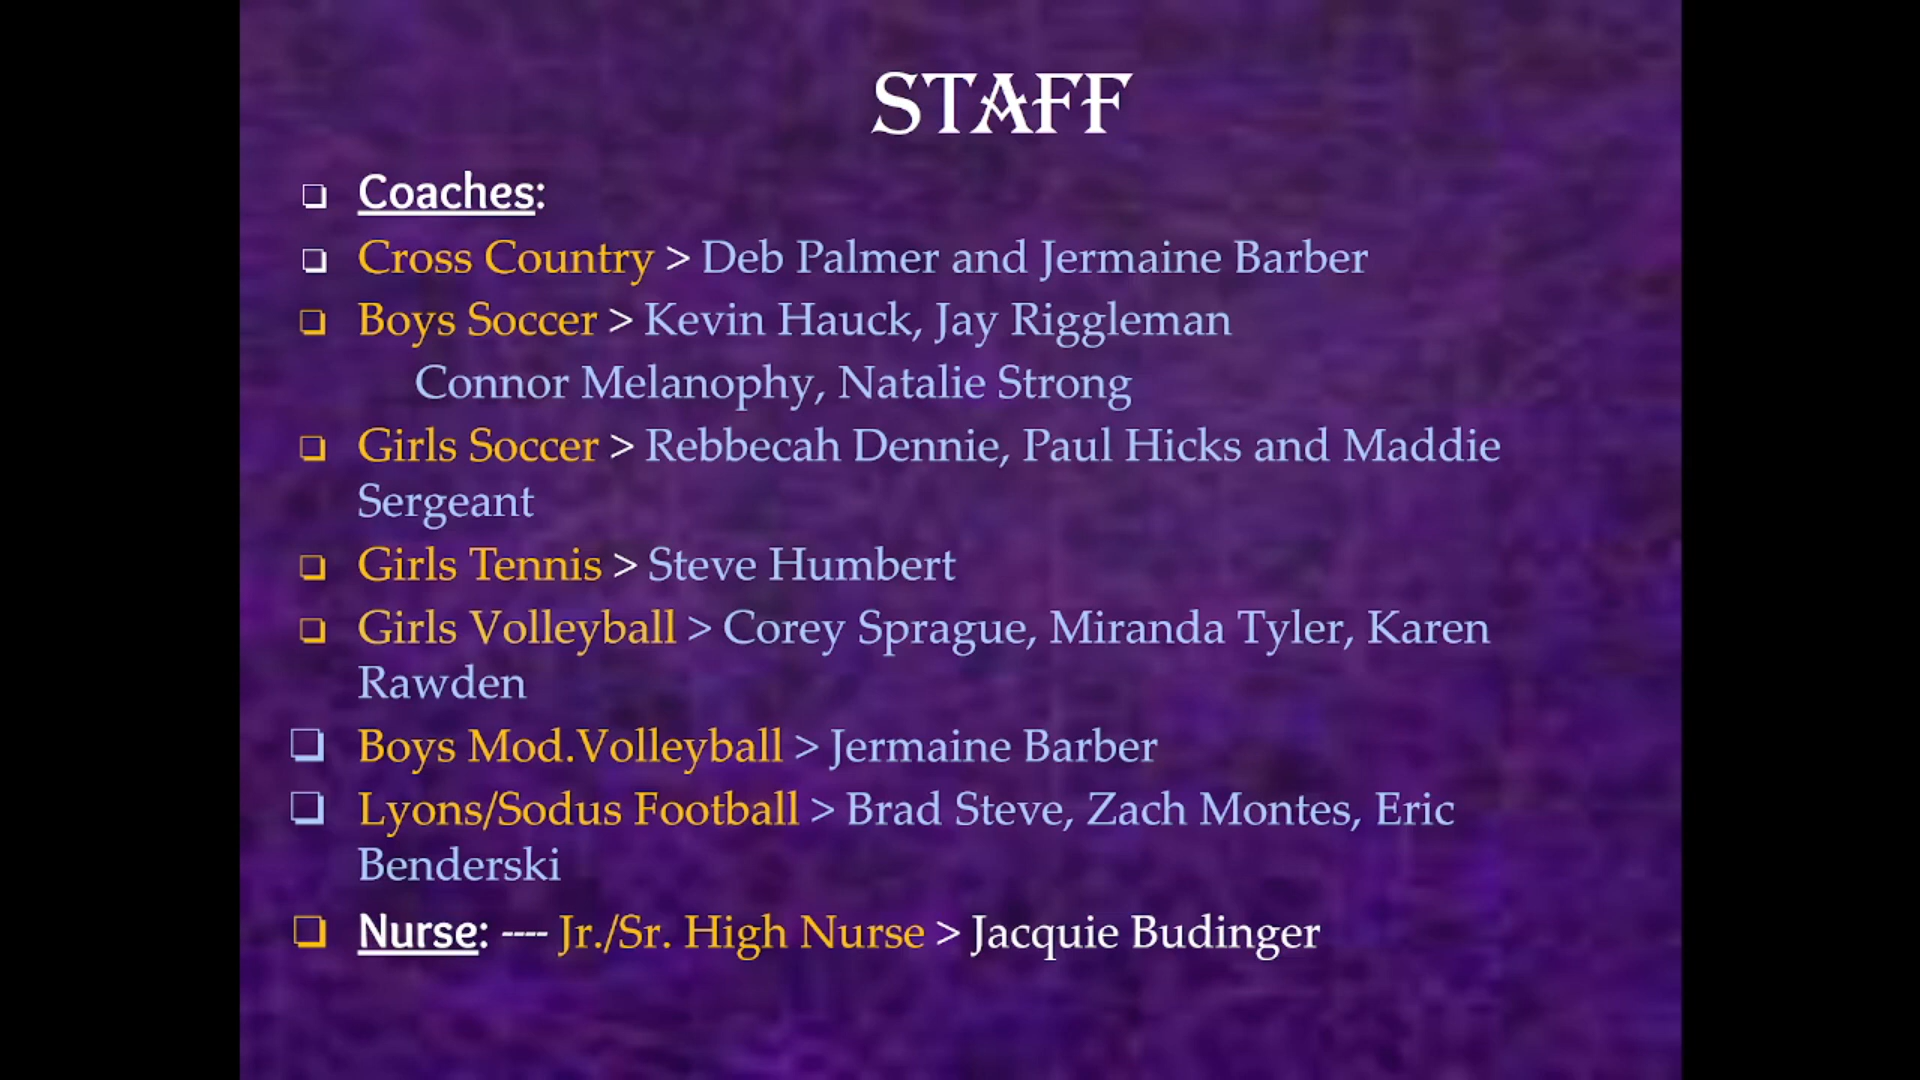 STAFF
❑ Coaches:
❑ Cross Country > Deb Palmer and Jermaine Barber
❑ Boys Soccer > Kevin Hauck, Jay Riggleman
Connor Melanophy, Natalie Strong
❑ Girls Soccer > Rebbecah Dennie, Paul Hicks and Maddie
Sergeant
❑ Girls Tennis > Steve Humbert
❑ Girls Volleyball > Corey Sprague, Miranda Tyler, Karen
Rawden
❑ Boys Mod.Volleyball > Jermaine Barber
❑ Lyons/Sodus Football > Brad Steve, Zach Montes, Eric
Benderski
❑ Nurse: ---- Jr./Sr. High Nurse > Jacquie Budinger